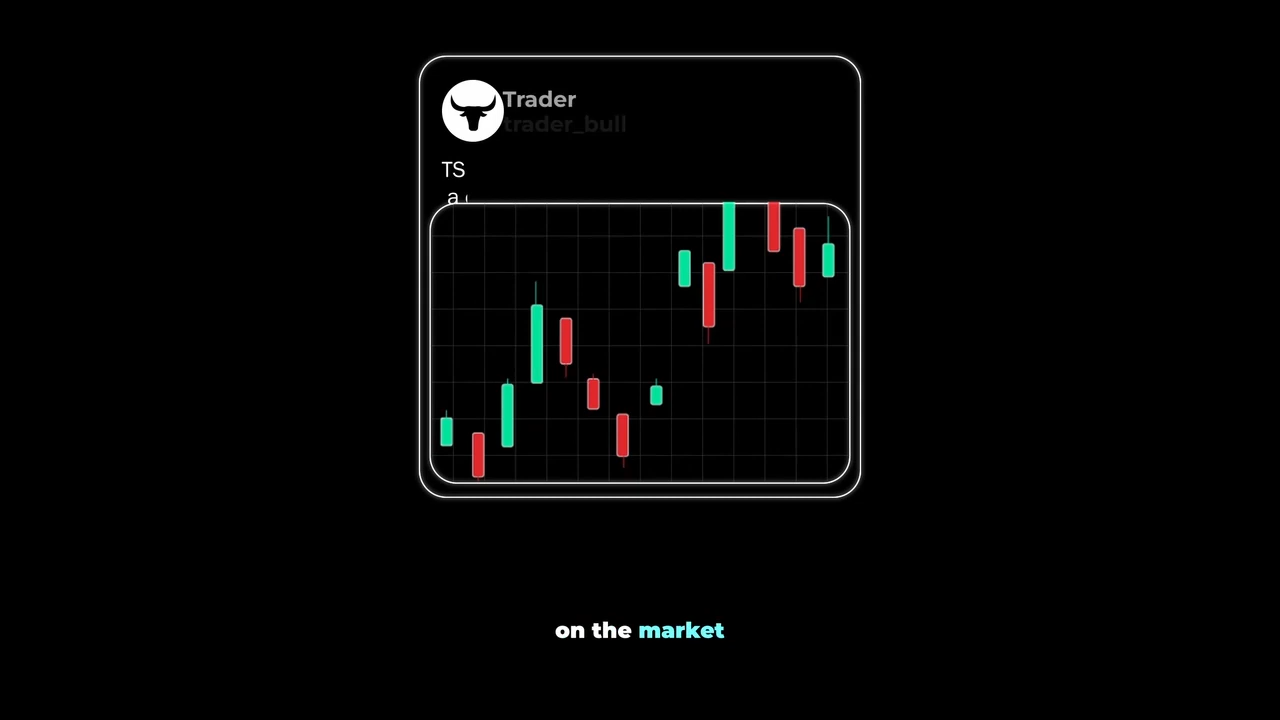 Trader
trader_bull
TS
a
on the market